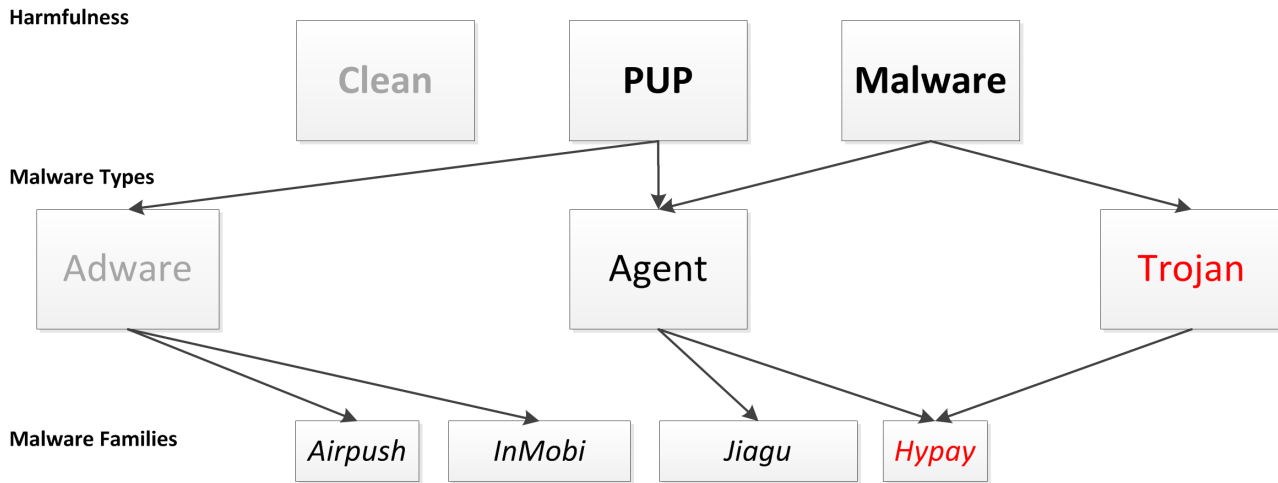 Harmfulness
Clean
PUP
Malware
Malware Types
Adware
Agent
Trojan
Malware Families
Airpush
InMobi
Jiagu
Hypay